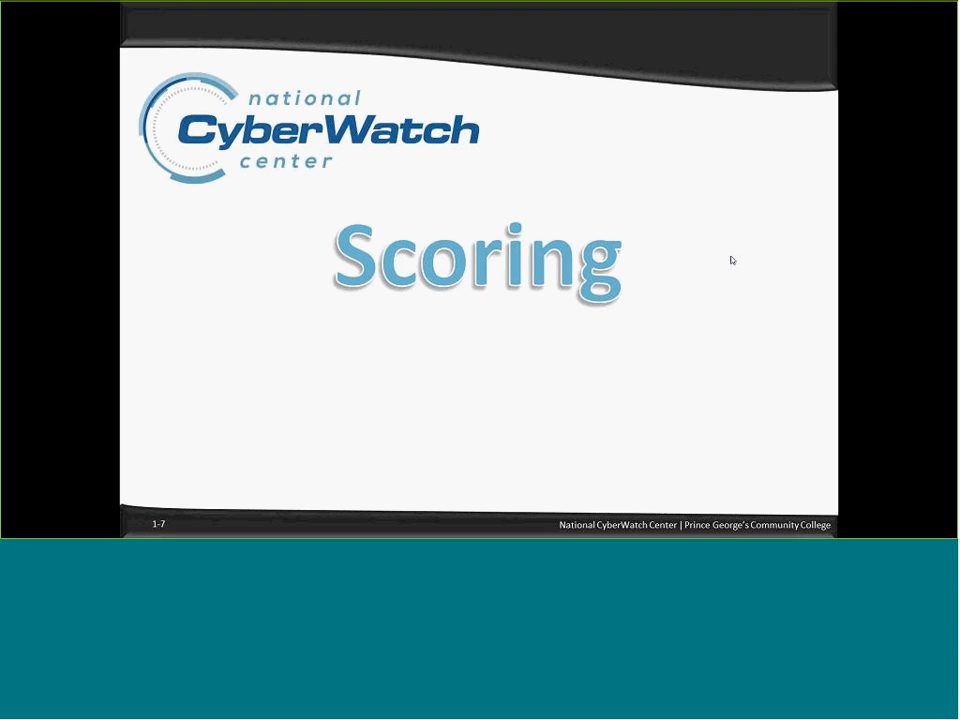 national
CyberWatch
center
Scoring
1-7
National CyberWatch Center | Prince George's Community College